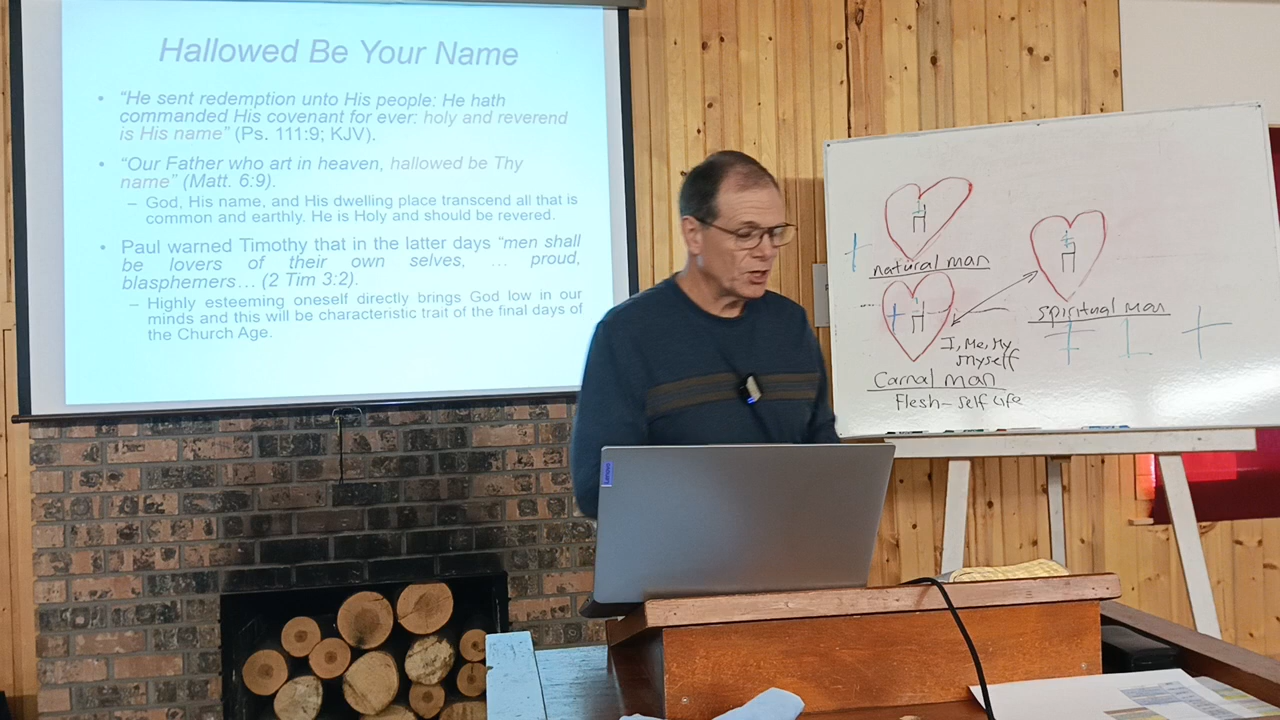 Hallowed Be Your Name
• “He sent redemption unto His people: He hath
commanded His covenant for ever: holy and reverend
is His name” (Ps. 111:9; KJV).
• “Our Father who art in heaven, hallowed be Thy
name” (Matt. 6:9).
– God, His name, and His dwelling place transcend all that is
common and earthly. He is Holy and should be revered.
• Paul warned Timothy that in the latter days “men shall
be lovers of their own selves, … proud,
blasphemers… (2 Tim 3:2).
– Highly esteeming oneself directly brings God low in our
minds and this will be characteristic trait of the final days of
the Church Age.
natural man
spiritual man
I, Me, My
Myself
Carnal man
Flesh-self life
Lenovo